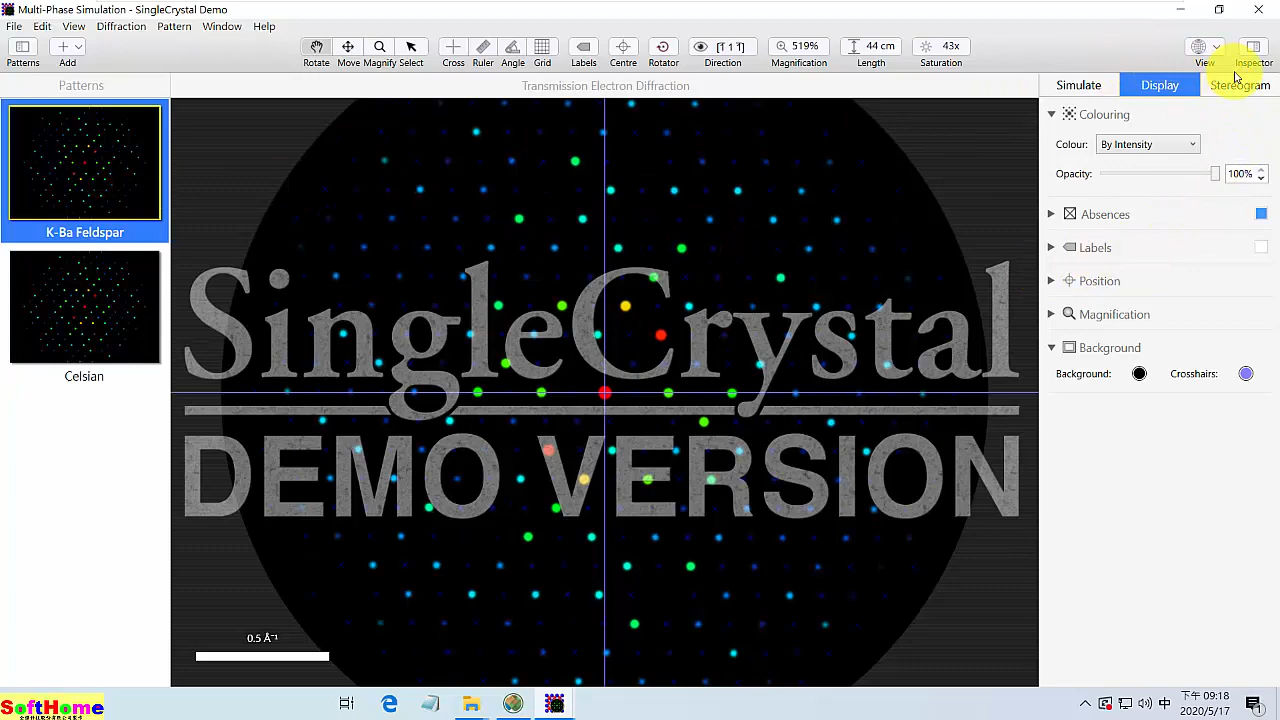 Multi-Phase Simulation - SingleCrystal Demo
File Edit View Diffraction Pattern Window Help
[1̄ 1 1̄] 519% 44 cm 43x
Patterns Add Rotate Move Magnify Select Cross Ruler Angle Grid Labels Centre Rotator Direction Magnification Length Saturation View Inspector
Patterns Transmission Electron Diffraction Simulate Display Stereogram
Colouring
Colour: By Intensity
Opacity: 100%
K-Ba Feldspar
Absences
Labels
Position
Magnification
Background
Background: Crosshairs:
Celsian
SingleCrystal
DEMO VERSION
0.5 Å⁻¹
SoftHome
中
下午 09:18
2020/5/17
1